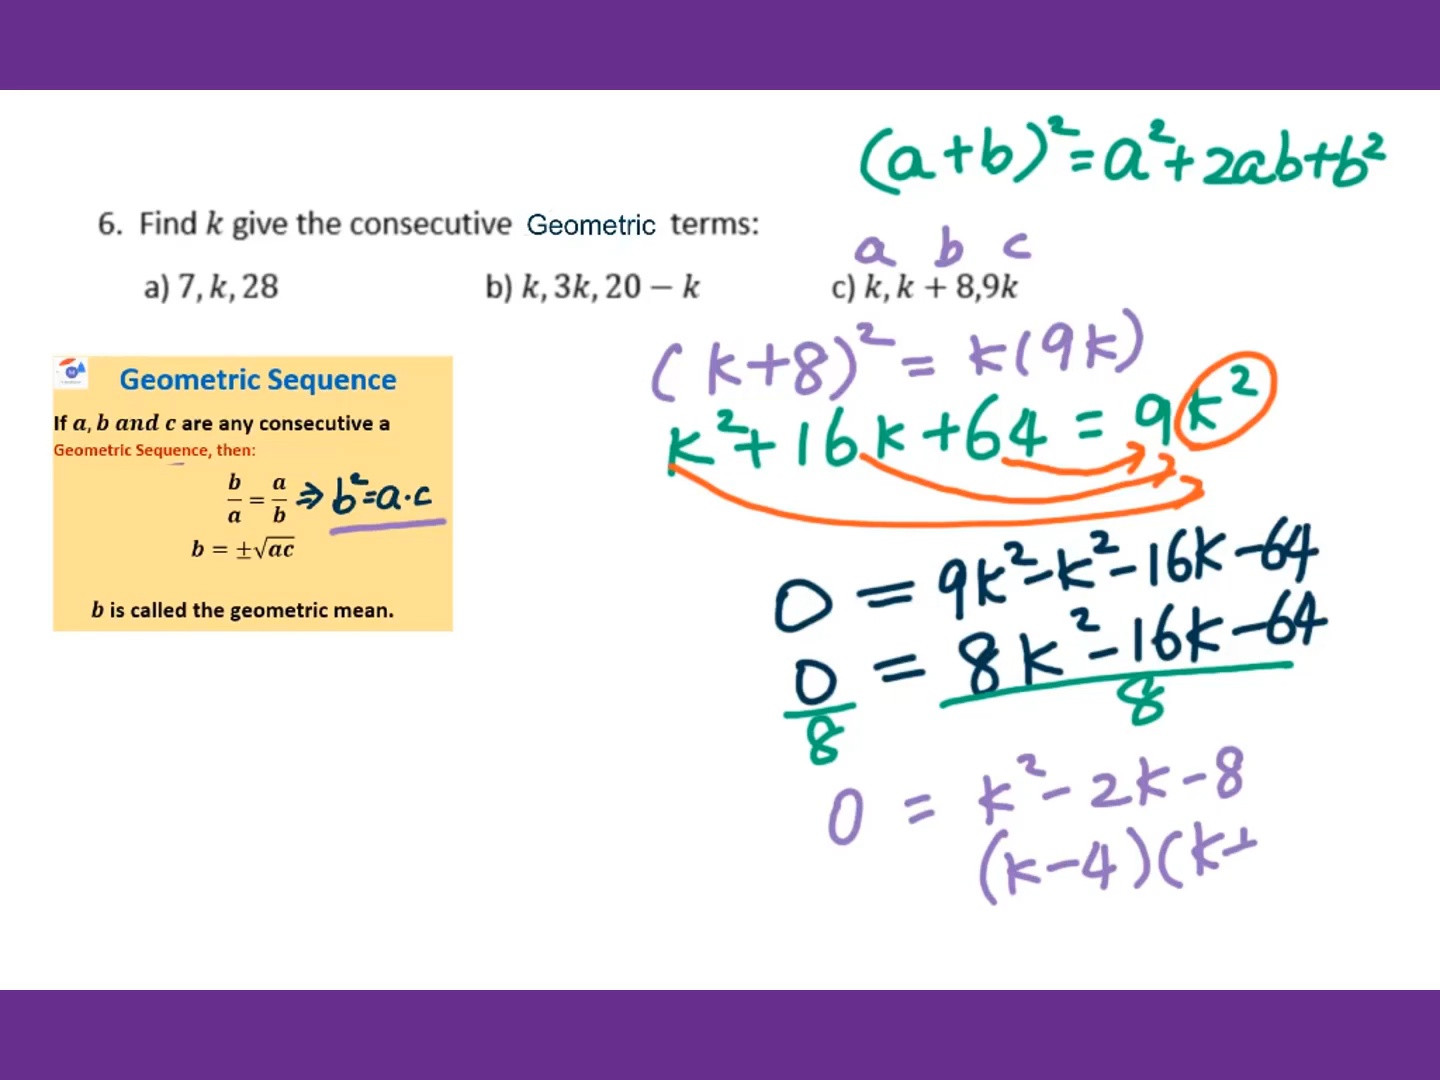 (a+b)²=a²+2ab+b²
6. Find k give the consecutive Geometric terms:
a b c
a) 7, k, 28 b) k, 3k, 20 − k c) k, k + 8,9k
(k+8)² = k(9k)
k²+16k+64 = 9k²
Geometric Sequence
If a, b and c are any consecutive a
Geometric Sequence, then:
b/a = a/b ⇒ b²=a·c
b = ±√ac
b is called the geometric mean.
0 = 9k²-k²-16k-64
0 = 8k²-16k-64
8 8
0 = k²-2k-8
(k-4)(k+